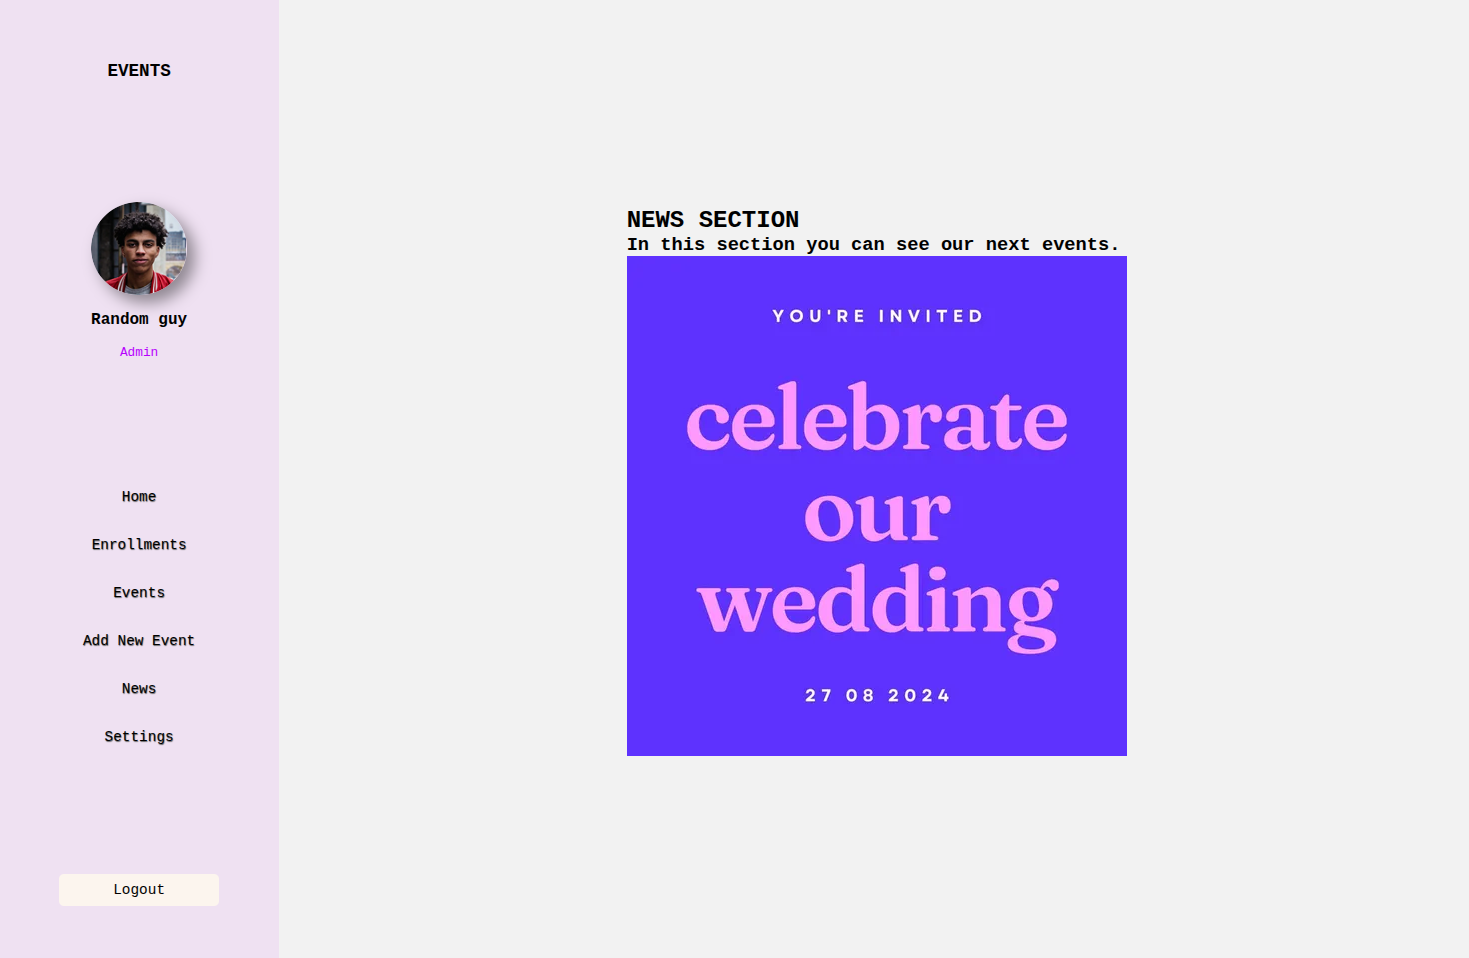 EVENTS
Random guy
Admin
Home
Enrollments
Events
Add New Event
News
Settings
Logout
NEWS SECTION
In this section you can see our next events.
YOU'RE INVITED
celebrate
our
wedding
27 08 2024